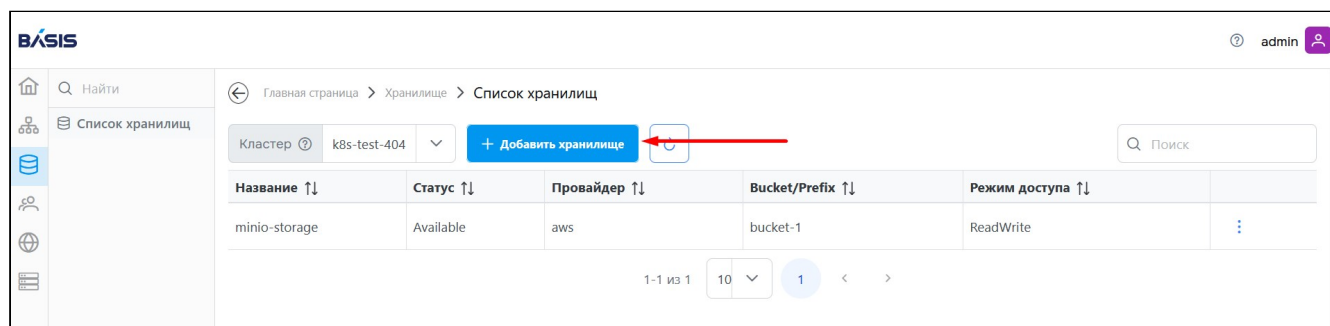 BÁSIS
admin
Найти
Список хранилищ
Главная страница > Хранилище > Список хранилищ
Кластер ? k8s-test-404
+ Добавить хранилище
Поиск
Название ↑↓ Статус ↑↓ Провайдер ↑↓ Bucket/Prefix ↑↓ Режим доступа ↑↓
minio-storage Available aws bucket-1 ReadWrite
1-1 из 1 10 1 < >